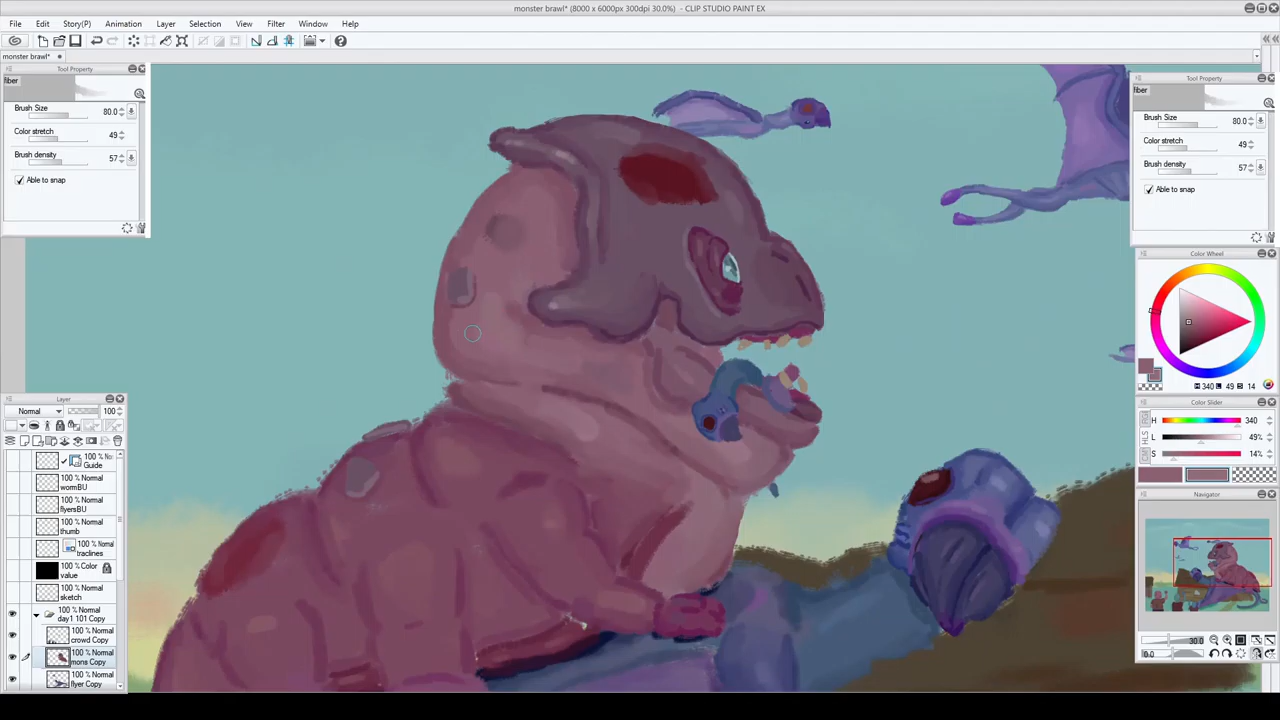 monster brawl* (8000 x 6000px 300dpi 30.0%) - CLIP STUDIO PAINT EX
File Edit Story(P) Animation Layer Selection View Filter Window Help
monster brawl*
Tool Property
fiber
Brush Size 80.0
Color stretch 49
Brush density 57
Able to snap
Tool Property
fiber
Brush Size 80.0
Color stretch 49
Brush density 57
Able to snap
Color Wheel
340 L 49 S 14
Color Slider
H 340
L 49%
S 14%
Navigator
30.0
0.0
Layer
Normal 100
100 % No
Guide
100 % Normal
wormBU
100 % Normal
flyersBU
100 % Normal
thumb
100 % Norm
traclines
100 % Color
value
100 % Normal
sketch
100 % Normal
day1 101 Copy
100 % Normal
crowd Copy
100 % Normal
mons Copy
100 % Normal
flyer Copy